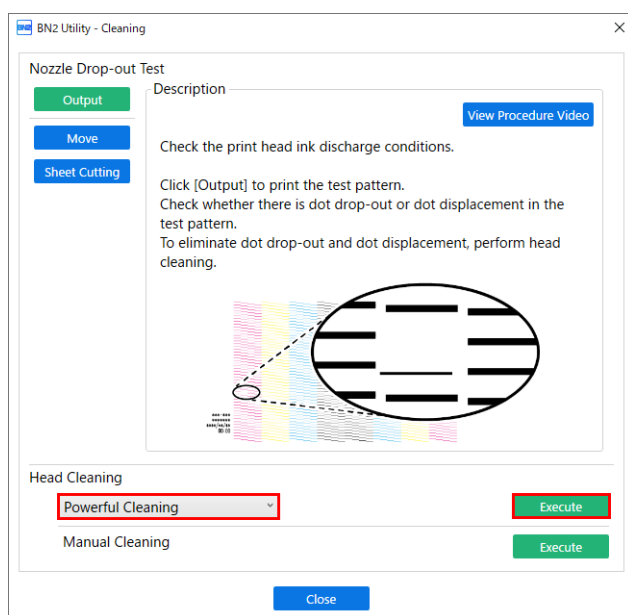 BN2 Utility - Cleaning
Nozzle Drop-out Test
Output
Move
Sheet Cutting
Description
View Procedure Video
Check the print head ink discharge conditions.
Click [Output] to print the test pattern.
Check whether there is dot drop-out or dot displacement in the
test pattern.
To eliminate dot drop-out and dot displacement, perform head
cleaning.
Head Cleaning
Powerful Cleaning
Execute
Manual Cleaning
Execute
Close